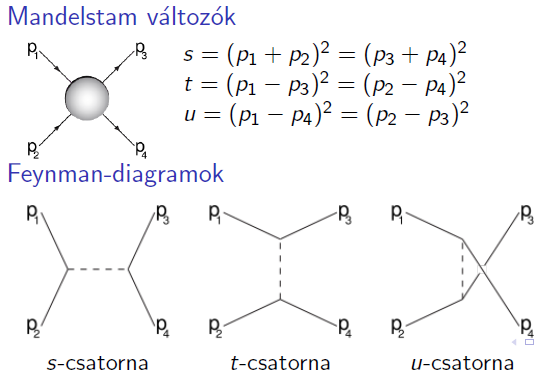 Mandelstam változók
p₁ p₃ s = (p₁ + p₂)² = (p₃ + p₄)²
t = (p₁ − p₃)² = (p₂ − p₄)²
u = (p₁ − p₄)² = (p₂ − p₃)²
p₂ p₄
Feynman-diagramok
p₁ p₃ p₁ p₃ p₁ p₃
p₂ p₄ p₂ p₄ p₂ p₄
s-csatorna t-csatorna u-csatorna